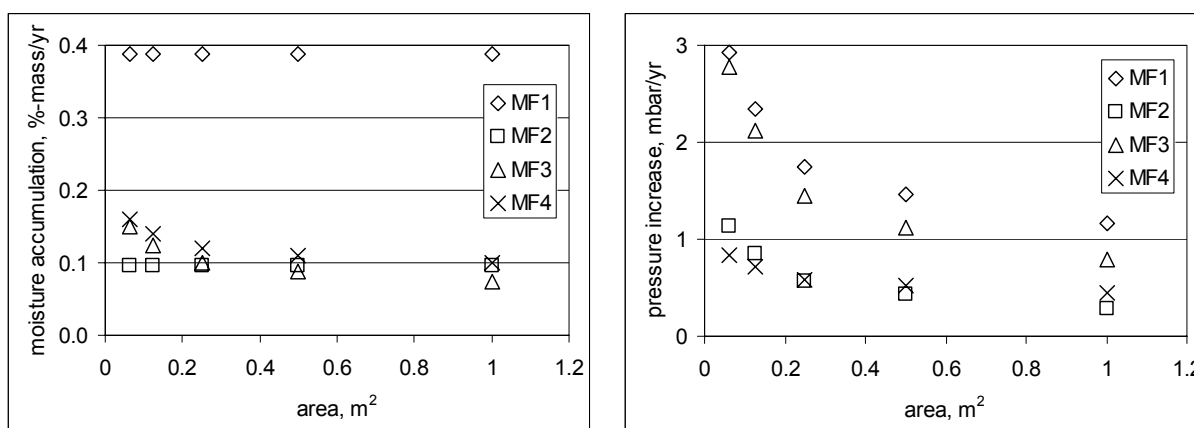 moisture accumulation, %-mass/yr
0.4
0.3
0.2
0.1
0.0
0 0.2 0.4 0.6 0.8 1 1.2
area, m²
MF1
MF2
MF3
MF4
pressure increase, mbar/yr
3
2
1
0
0 0.2 0.4 0.6 0.8 1 1.2
area, m²
MF1
MF2
MF3
MF4